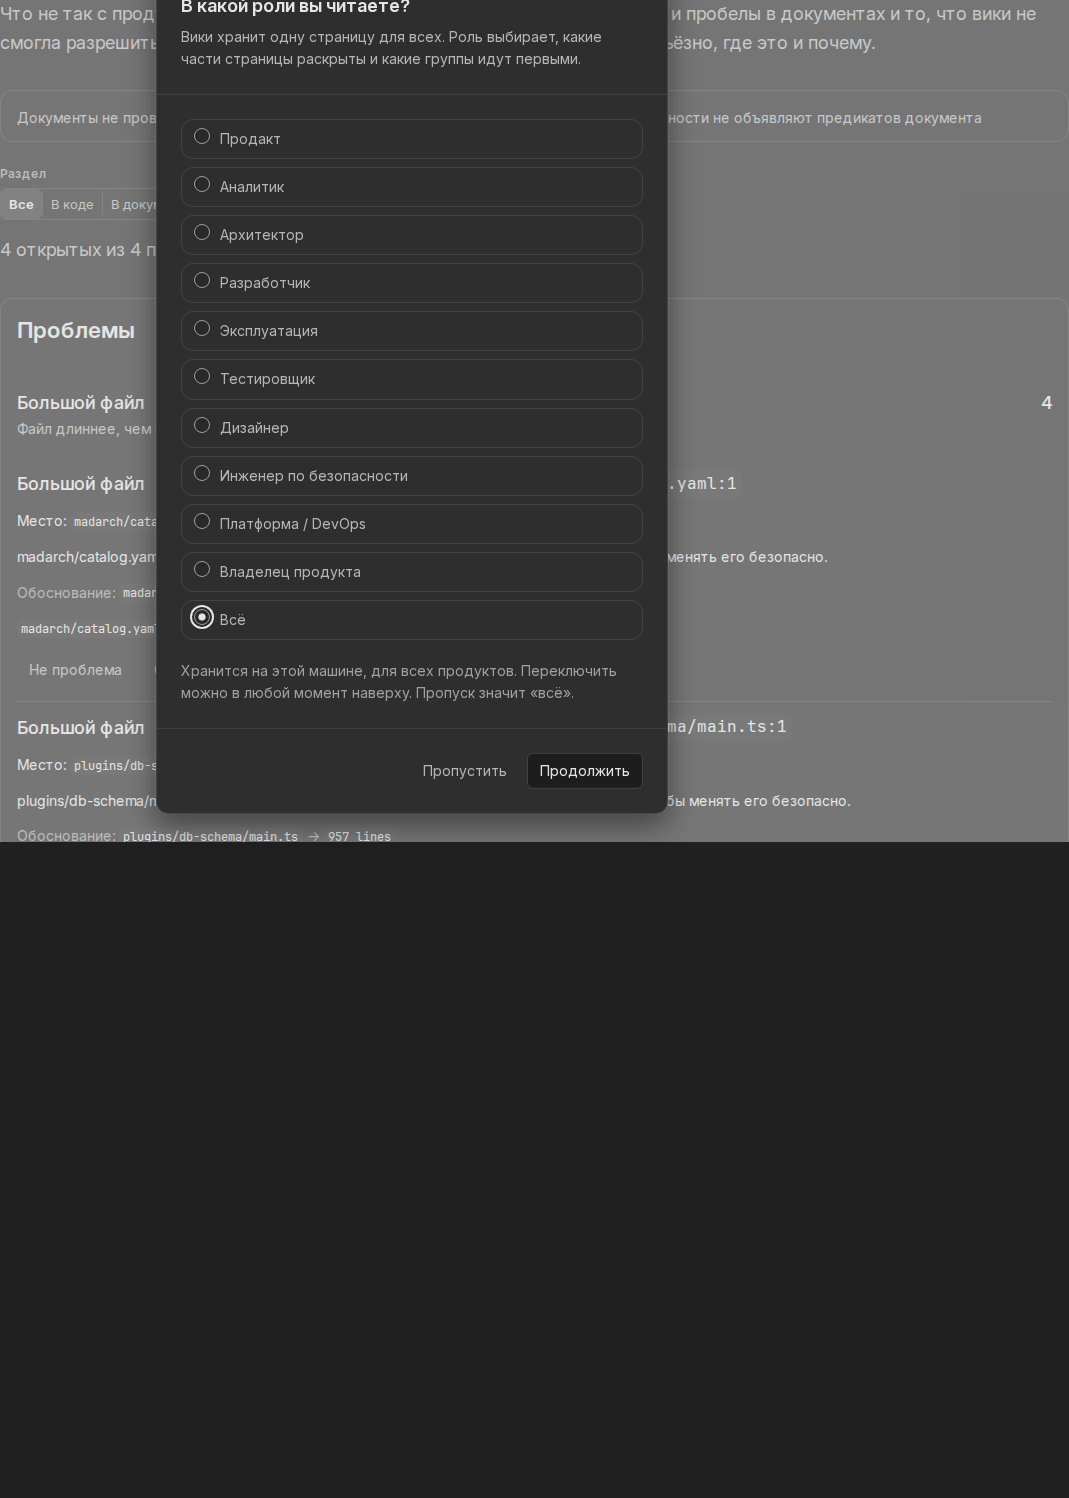 Что не так с прод
и пробелы в документах и то, что вики не
смогла разрешить
ёзно, где это и почему.
Документы не пров
ности не объявляют предикатов документа
Раздел
Все
В коде
В докум
4 открытых из 4 п
Проблемы
Большой файл
4
Файл длиннее, чем
Большой файл
.yaml:1
Место: madarch/cata
madarch/catalog.yam
менять его безопасно.
Обоснование: madar
madarch/catalog.yaml
Не проблема
Большой файл
ma/main.ts:1
Место: plugins/db-s
plugins/db-schema/m
бы менять его безопасно.
Обоснование: plugins/db-schema/main.ts → 957 lines
В какой роли вы читаете?
Вики хранит одну страницу для всех. Роль выбирает, какие
части страницы раскрыты и какие группы идут первыми.
Продакт
Аналитик
Архитектор
Разработчик
Эксплуатация
Тестировщик
Дизайнер
Инженер по безопасности
Платформа / DevOps
Владелец продукта
Всё
Хранится на этой машине, для всех продуктов. Переключить
можно в любой момент наверху. Пропуск значит «всё».
Пропустить
Продолжить